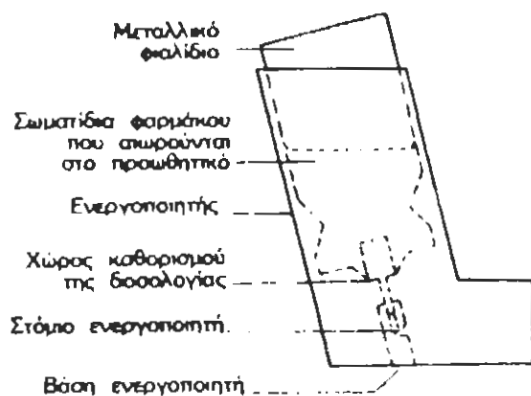 Μεταλλικό
φιαλίδιο
Σωματίδια φαρμάκου
που αιωρούνται
στο προωθητικό
Ενεργοποιητής
Χώρος καθορισμού
της δοσολογίας
Στόμιο ενεργοποιητή
Βάση ενεργοποιητή